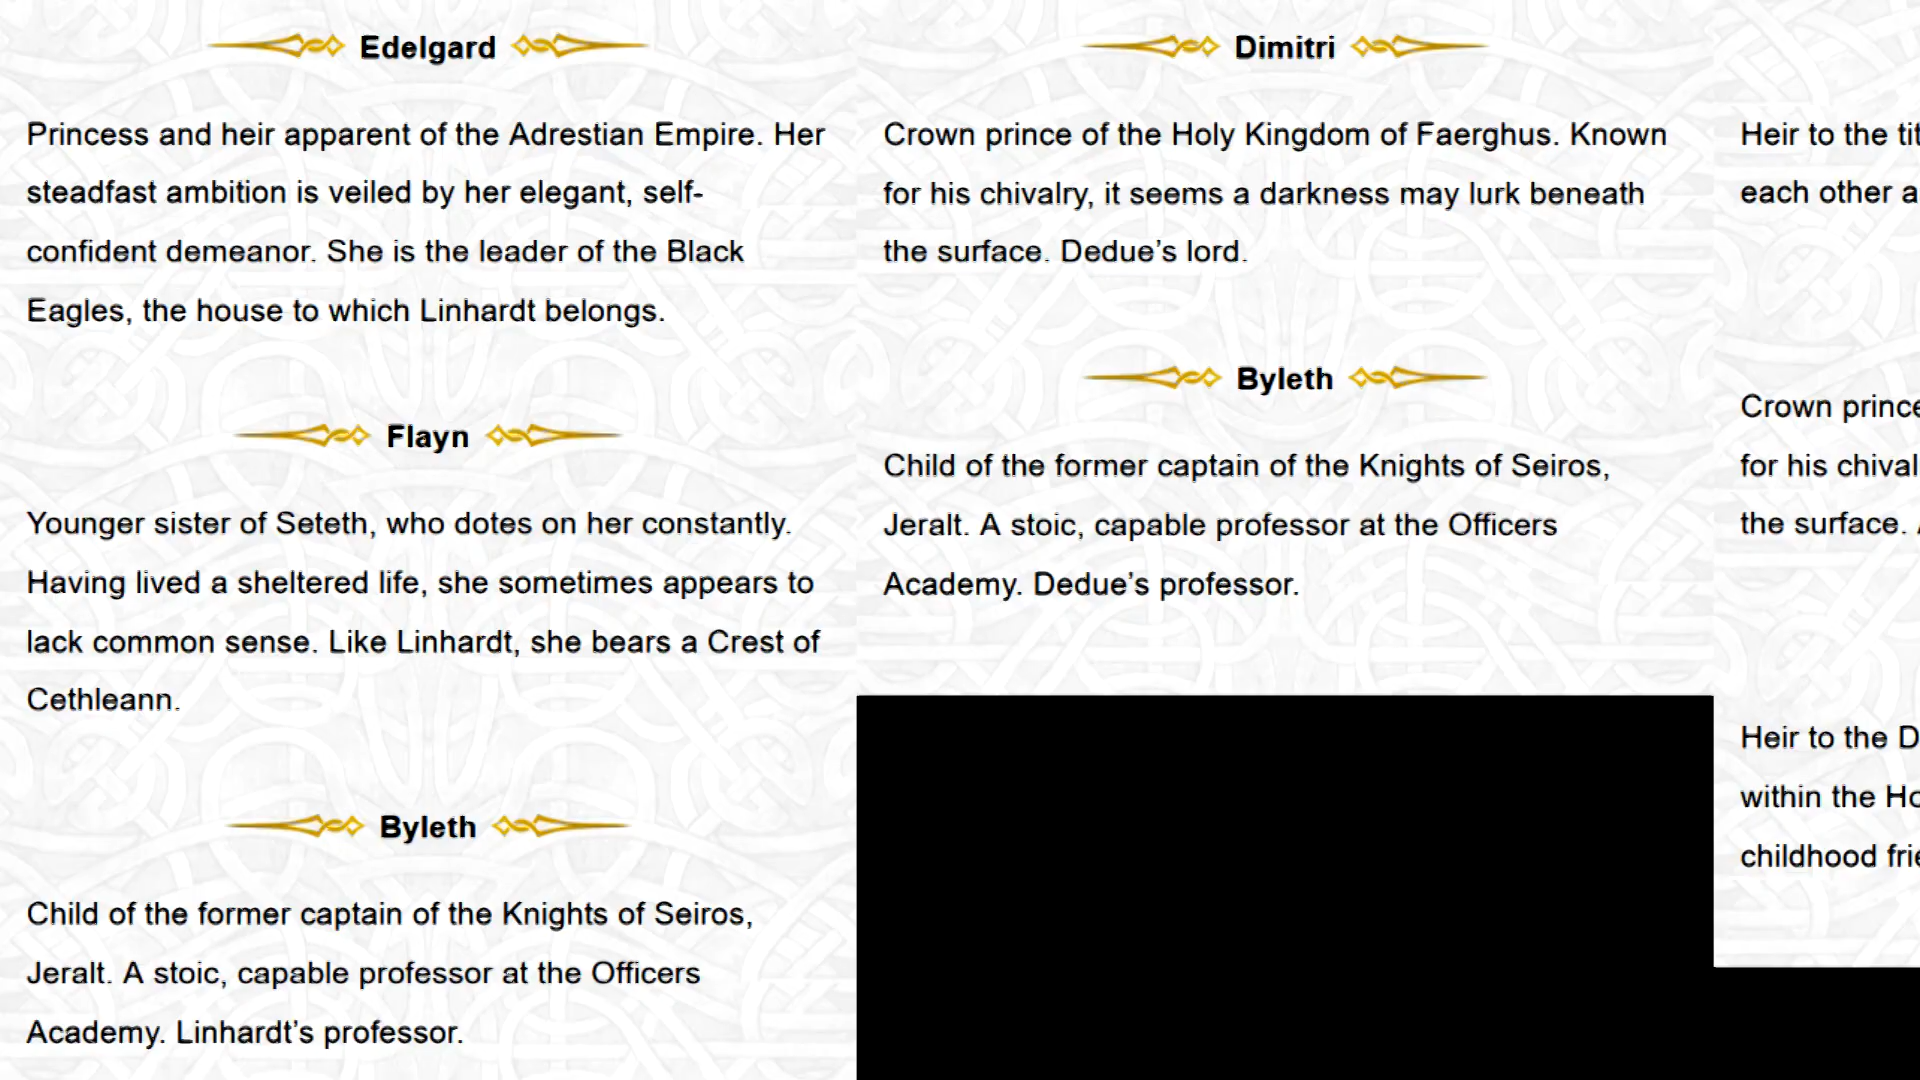 Edelgard
Princess and heir apparent of the Adrestian Empire. Her
steadfast ambition is veiled by her elegant, self-
confident demeanor. She is the leader of the Black
Eagles, the house to which Linhardt belongs.
Flayn
Younger sister of Seteth, who dotes on her constantly.
Having lived a sheltered life, she sometimes appears to
lack common sense. Like Linhardt, she bears a Crest of
Cethleann.
Byleth
Child of the former captain of the Knights of Seiros,
Jeralt. A stoic, capable professor at the Officers
Academy. Linhardt’s professor.
Dimitri
Crown prince of the Holy Kingdom of Faerghus. Known
for his chivalry, it seems a darkness may lurk beneath
the surface. Dedue’s lord.
Byleth
Child of the former captain of the Knights of Seiros,
Jeralt. A stoic, capable professor at the Officers
Academy. Dedue’s professor.
Heir to the
each other
Crown prince
for his
the surface.
Heir to the
within the
childhood